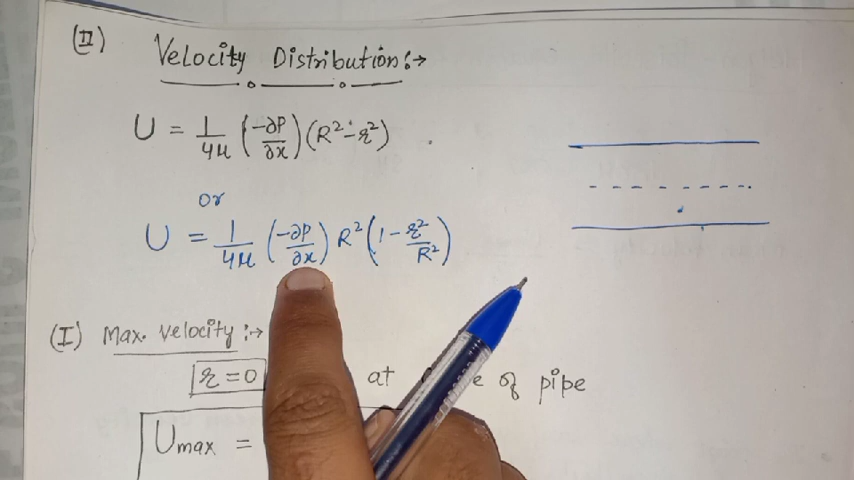 (II) Velocity Distribution:→
U = 1/4μ (-∂P/∂x) (R² - r²)
or
U = 1/4μ (-∂P/∂x) R² (1 - r²/R²)
(I) Max. Velocity :→
r = 0 at e of pipe
Umax =